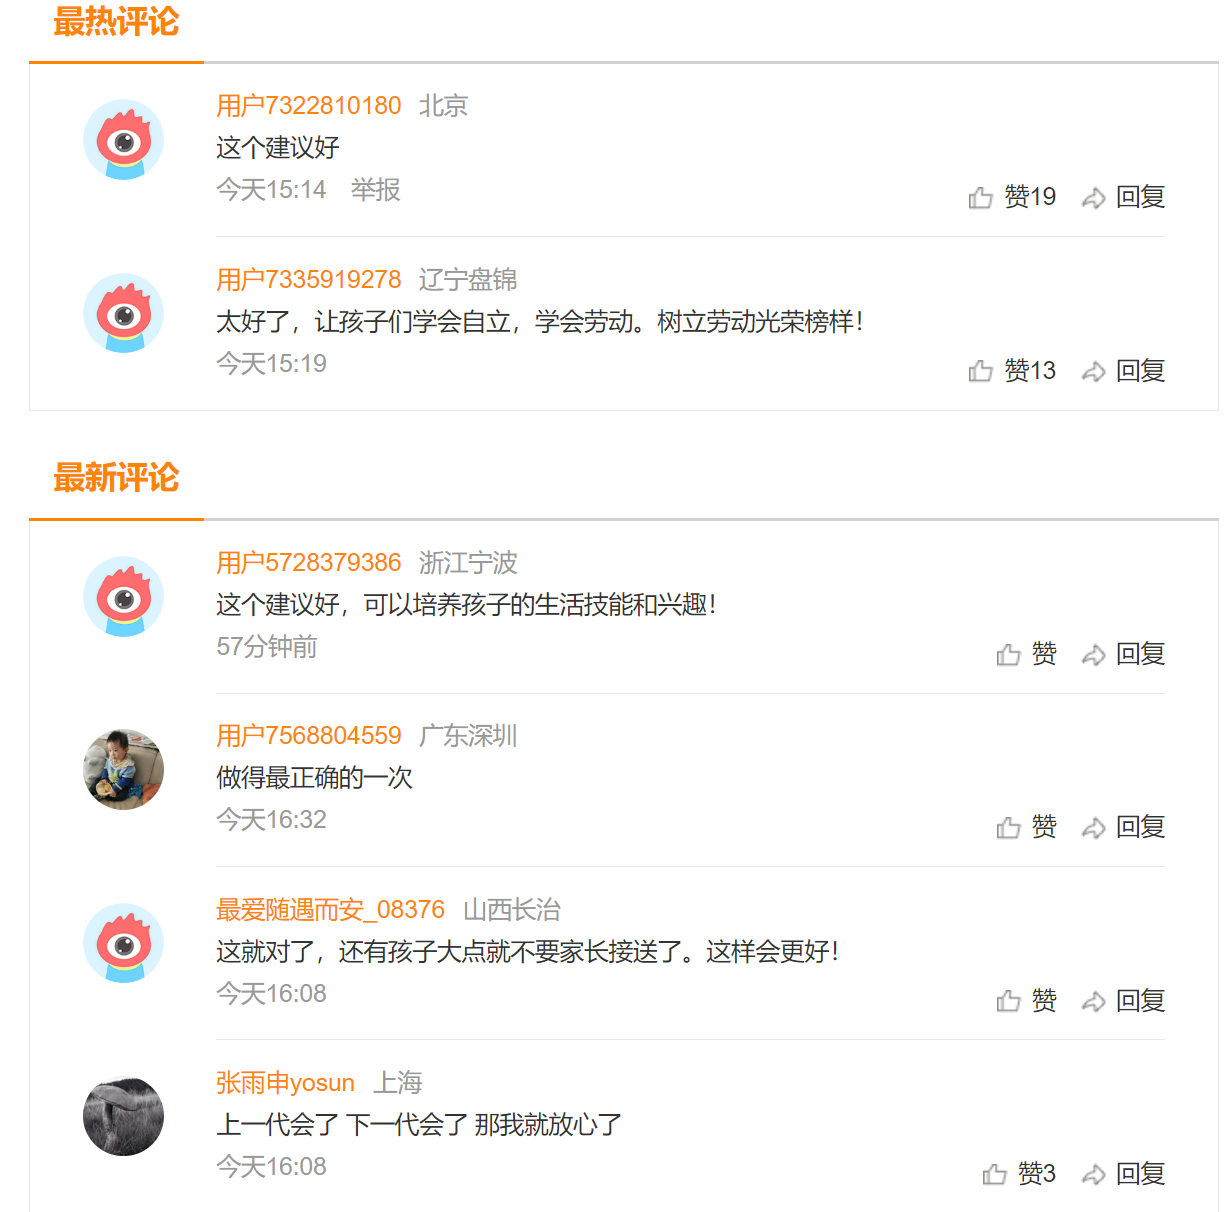 最热评论
用户7322810180 北京
这个建议好
今天15:14 举报
赞19 回复
用户7335919278 辽宁盘锦
太好了，让孩子们学会自立，学会劳动。树立劳动光荣榜样！
今天15:19
赞13 回复
最新评论
用户5728379386 浙江宁波
这个建议好，可以培养孩子的生活技能和兴趣！
57分钟前
赞 回复
用户7568804559 广东深圳
做得最正确的一次
今天16:32
赞 回复
最爱随遇而安_08376 山西长治
这就对了，还有孩子大点就不要家长接送了。这样会更好！
今天16:08
赞 回复
张雨申yosun 上海
上一代会了 下一代会了 那我就放心了
今天16:08
赞3 回复